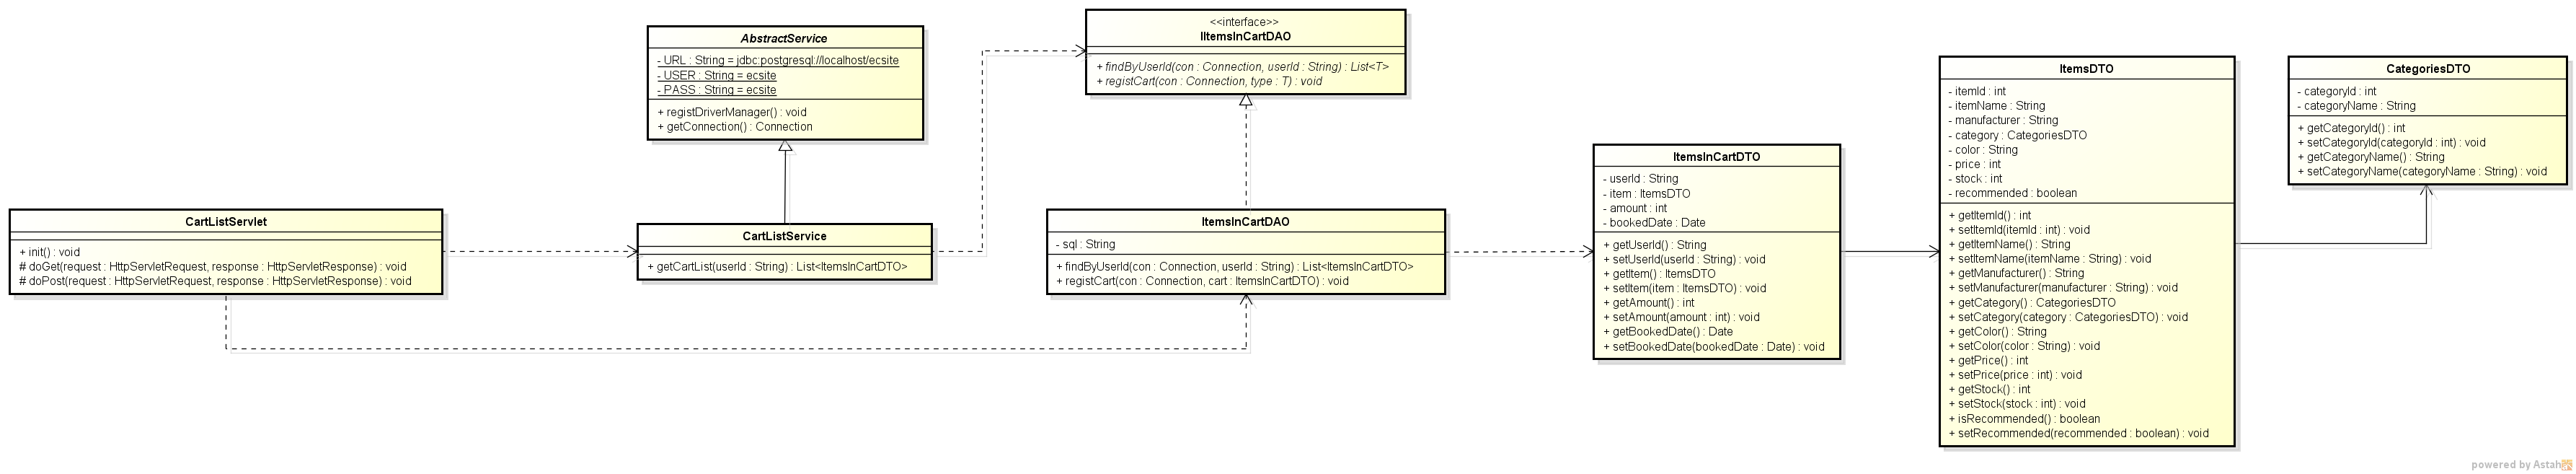 CartListServlet
+ init() : void
# doGet(request : HttpServletRequest, response : HttpServletResponse) : void
# doPost(request : HttpServletRequest, response : HttpServletResponse) : void
AbstractService
- URL : String = jdbc:postgresql://localhost/ecsite
- USER : String = ecsite
- PASS : String = ecsite
+ registDriverManager() : void
+ getConnection() : Connection
CartListService
+ getCartList(userId : String) : List<ItemsInCartDTO>
<<interface>>
IItemsInCartDAO
+ findByUserId(con : Connection, userId : String) : List<T>
+ registCart(con : Connection, type : T) : void
ItemsInCartDAO
- sql : String
+ findByUserId(con : Connection, userId : String) : List<ItemsInCartDTO>
+ registCart(con : Connection, cart : ItemsInCartDTO) : void
ItemsInCartDTO
- userId : String
- item : ItemsDTO
- amount : int
- bookedDate : Date
+ getUserId() : String
+ setUserId(userId : String) : void
+ getItem() : ItemsDTO
+ setItem(item : ItemsDTO) : void
+ getAmount() : int
+ setAmount(amount : int) : void
+ getBookedDate() : Date
+ setBookedDate(bookedDate : Date) : void
ItemsDTO
- itemId : int
- itemName : String
- manufacturer : String
- category : CategoriesDTO
- color : String
- price : int
- stock : int
- recommended : boolean
+ getItemId() : int
+ setItemId(itemId : int) : void
+ getItemName() : String
+ setItemName(itemName : String) : void
+ getManufacturer() : String
+ setManufacturer(manufacturer : String) : void
+ getCategory() : CategoriesDTO
+ setCategory(category : CategoriesDTO) : void
+ getColor() : String
+ setColor(color : String) : void
+ getPrice() : int
+ setPrice(price : int) : void
+ getStock() : int
+ setStock(stock : int) : void
+ isRecommended() : boolean
+ setRecommended(recommended : boolean) : void
CategoriesDTO
- categoryId : int
- categoryName : String
+ getCategoryId() : int
+ setCategoryId(categoryId : int) : void
+ getCategoryName() : String
+ setCategoryName(categoryName : String) : void
powered by Astah